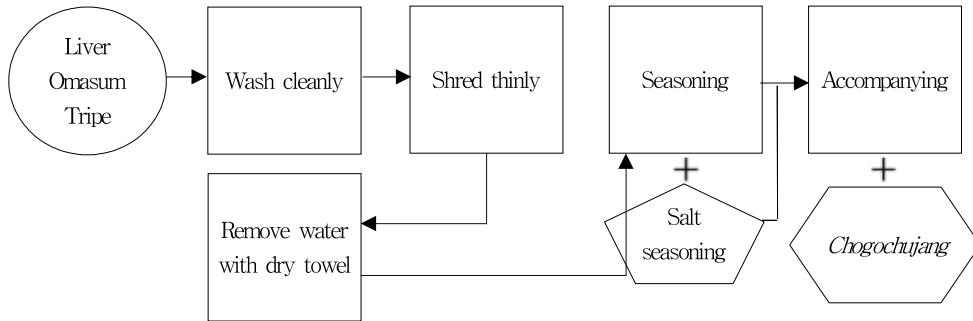 Liver
Omasum
Tripe
Wash cleanly
Shred thinly
Remove water
with dry towel
Seasoning
+
Salt
seasoning
Accompanying
+
Chogochujang